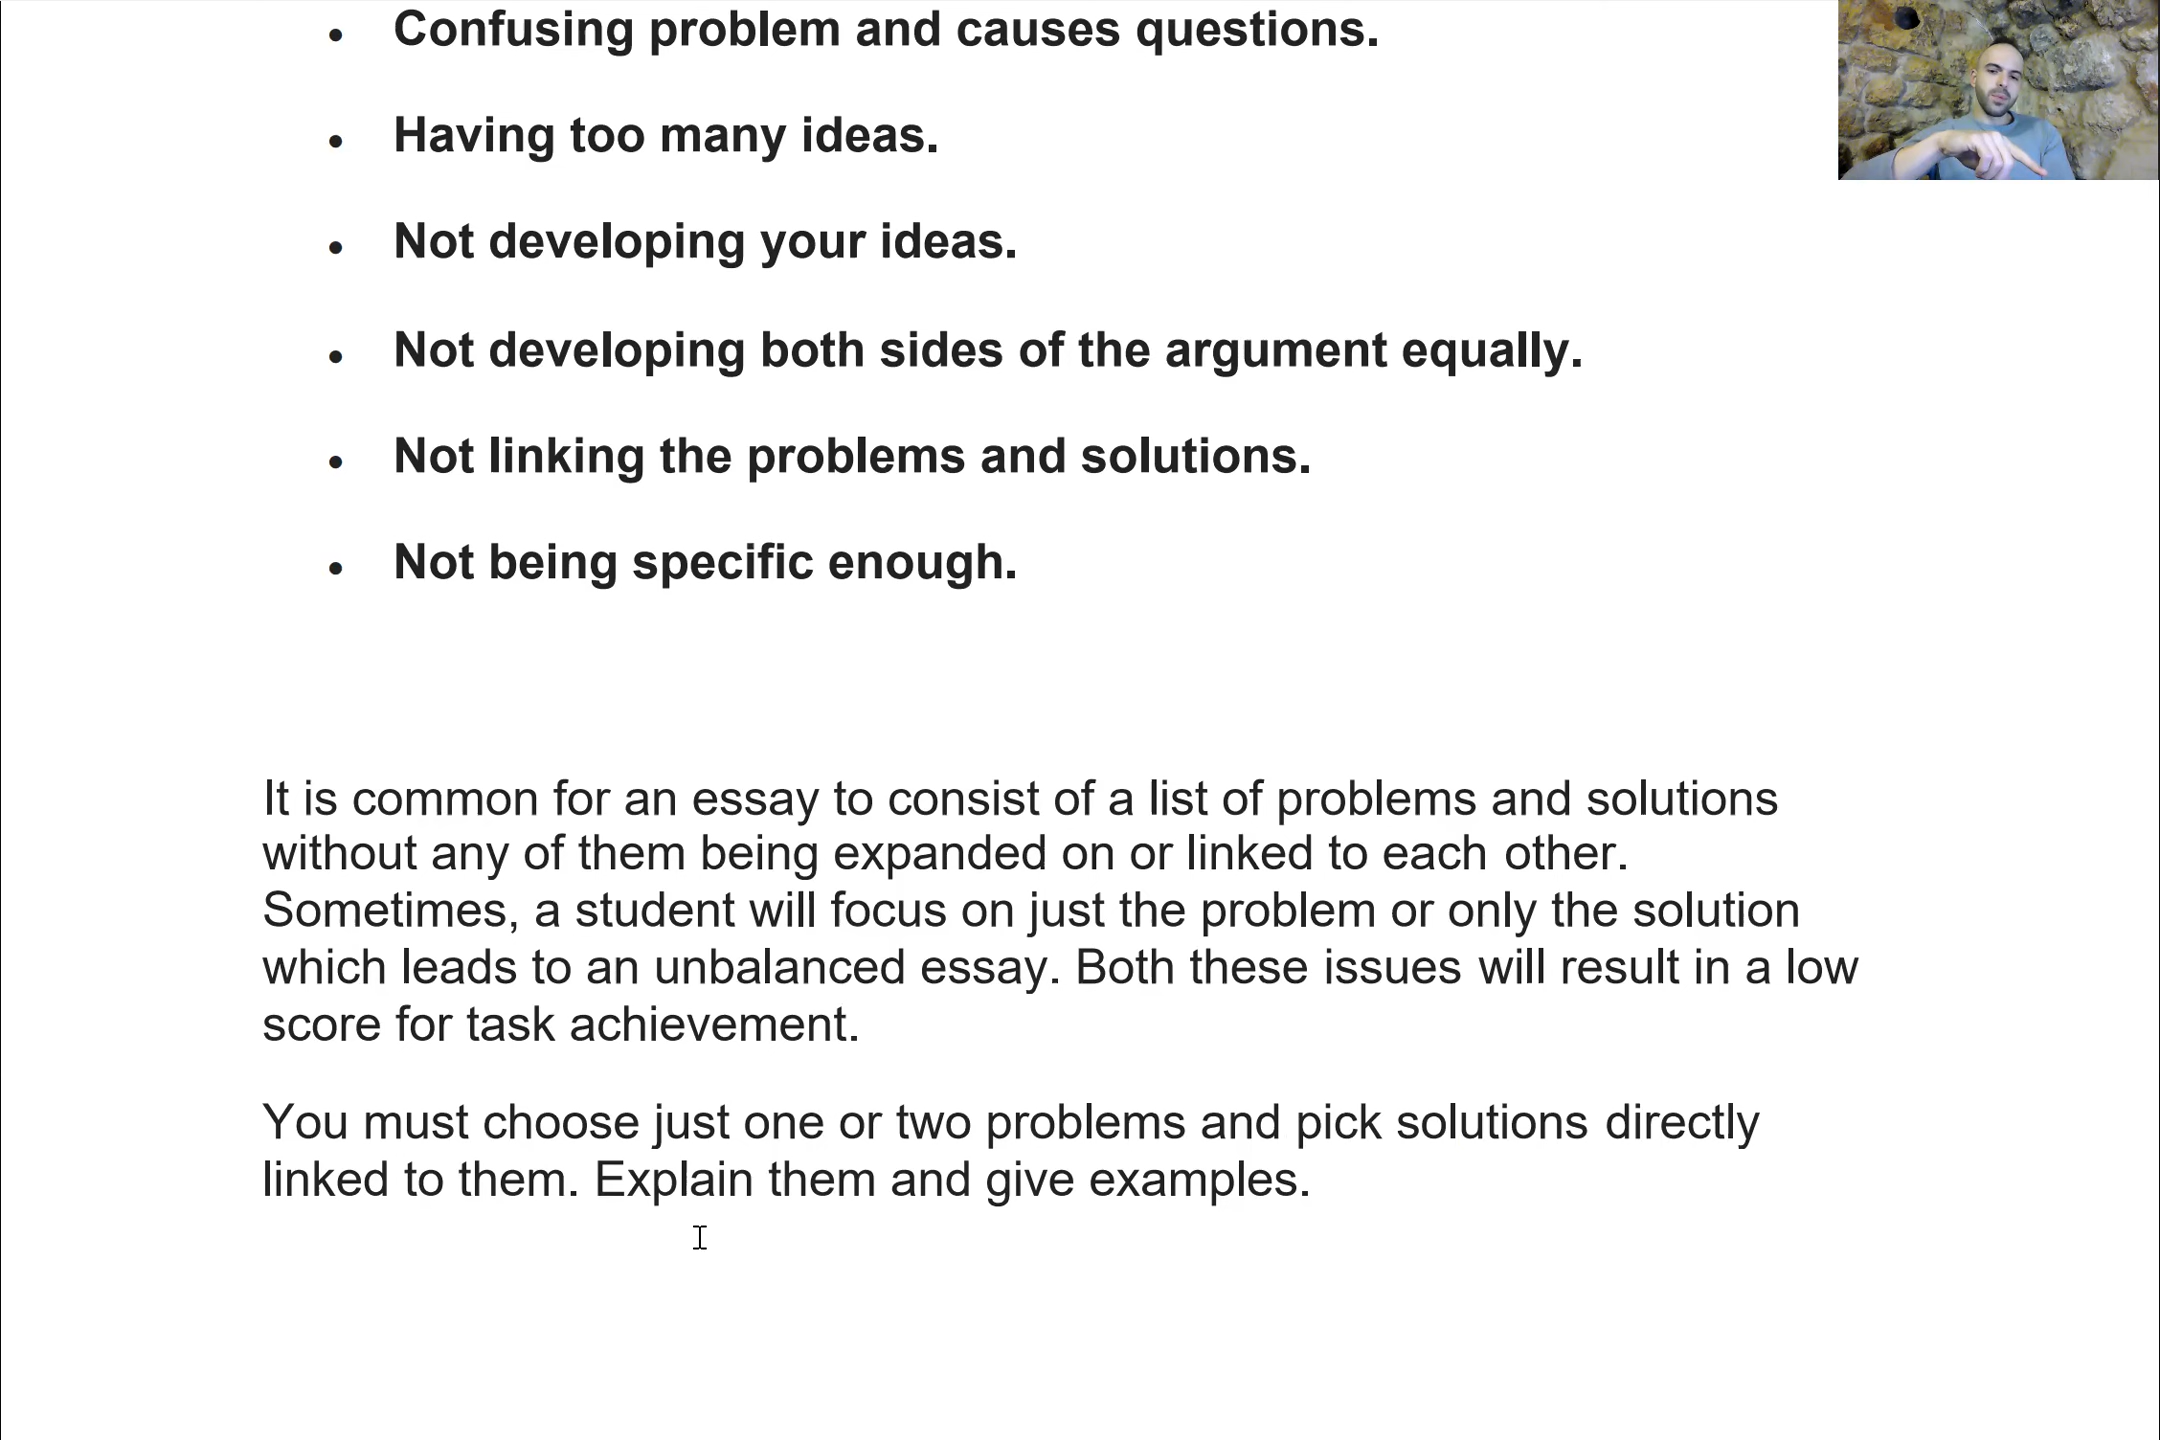 • Confusing problem and causes questions.
• Having too many ideas.
• Not developing your ideas.
• Not developing both sides of the argument equally.
• Not linking the problems and solutions.
• Not being specific enough.
It is common for an essay to consist of a list of problems and solutions
without any of them being expanded on or linked to each other.
Sometimes, a student will focus on just the problem or only the solution
which leads to an unbalanced essay. Both these issues will result in a low
score for task achievement.
You must choose just one or two problems and pick solutions directly
linked to them. Explain them and give examples.